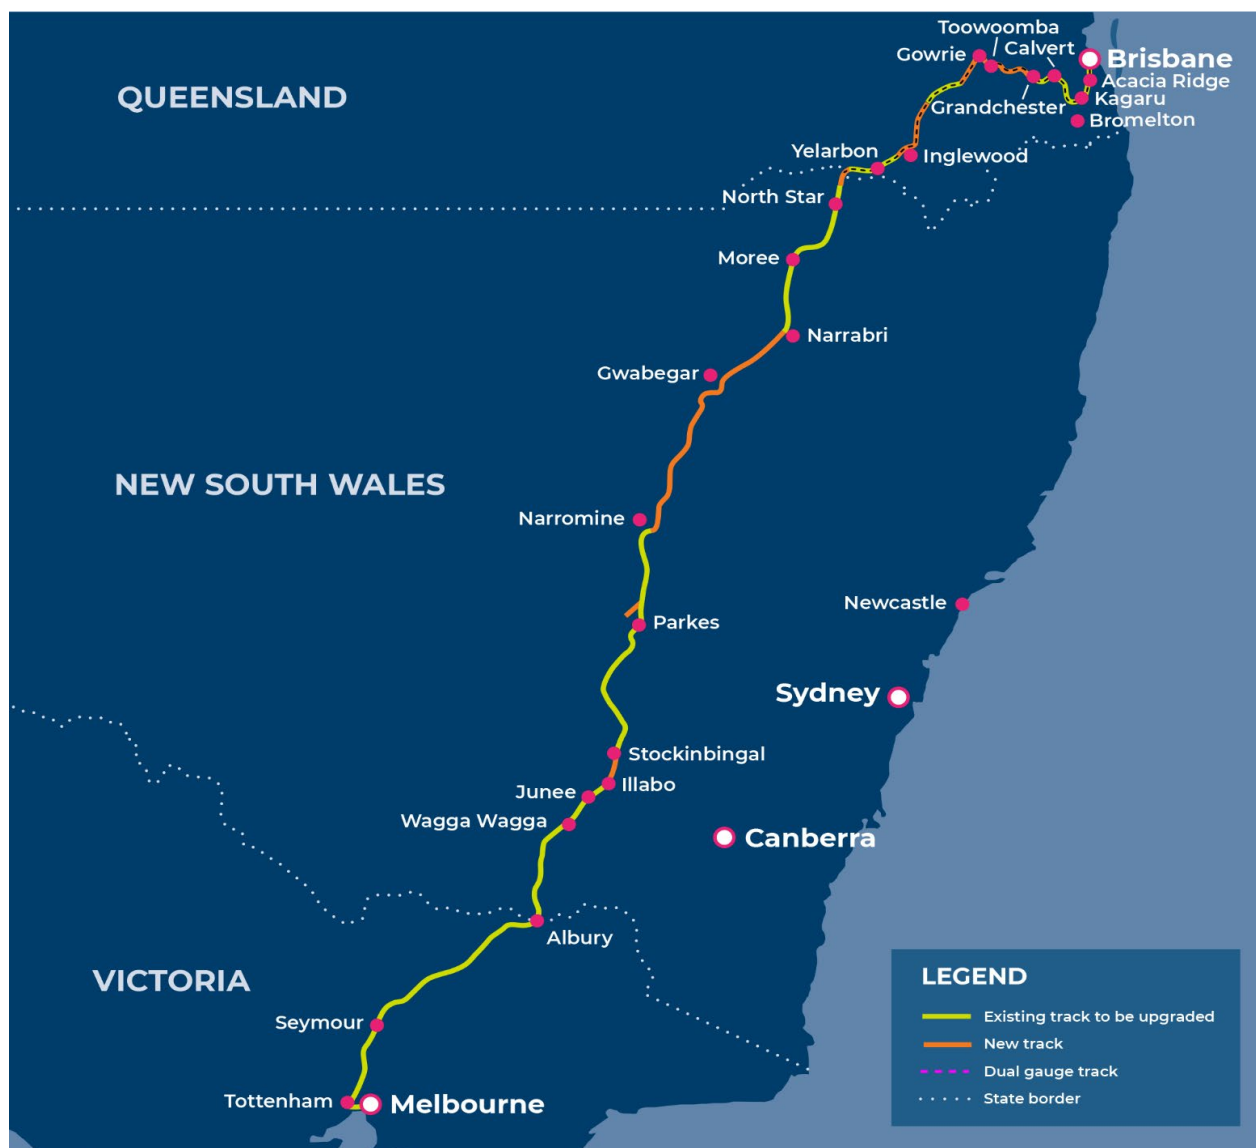 Toowoomba
Gowrie
Calvert
Brisbane
QUEENSLAND
Acacia Ridge
Grandchester
Kagaru
Bromelton
Yelarbon
Inglewood
North Star
Moree
Narrabri
Gwabegar
NEW SOUTH WALES
Narromine
Newcastle
Parkes
Sydney
Stockinbingal
Illabo
Junee
Wagga Wagga
Canberra
Albury
VICTORIA
Seymour
Tottenham
Melbourne
LEGEND
Existing track to be upgraded
New track
Dual gauge track
State border